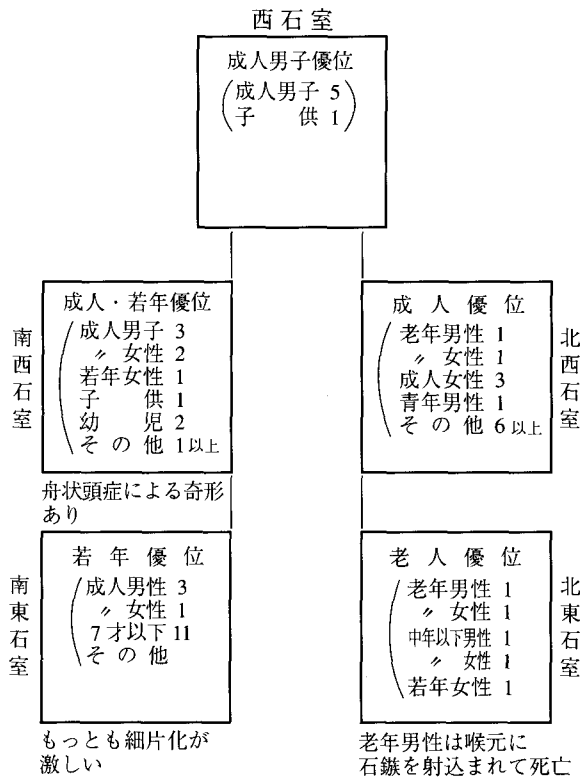 西石室
成人男子優位
成人男子 5
子供 1
南西石室
成人・若年優位
成人男子 3
〃 女性 2
若年女性 1
子供 1
幼児 2
その他 1以上
舟状頭症による奇形
あり
北西石室
成人優位
老年男性 1
〃 女性 1
成人女性 3
青年男性 1
その他 6以上
南東石室
若年優位
成人男性 3
〃 女性 1
7才以下 11
その他
もっとも細片化が
激しい
北東石室
老人優位
老年男性 1
〃 女性 1
中年以下男性 1
〃 女性 1
若年女性 1
老年男性は喉元に
石鏃を射込まれて死亡